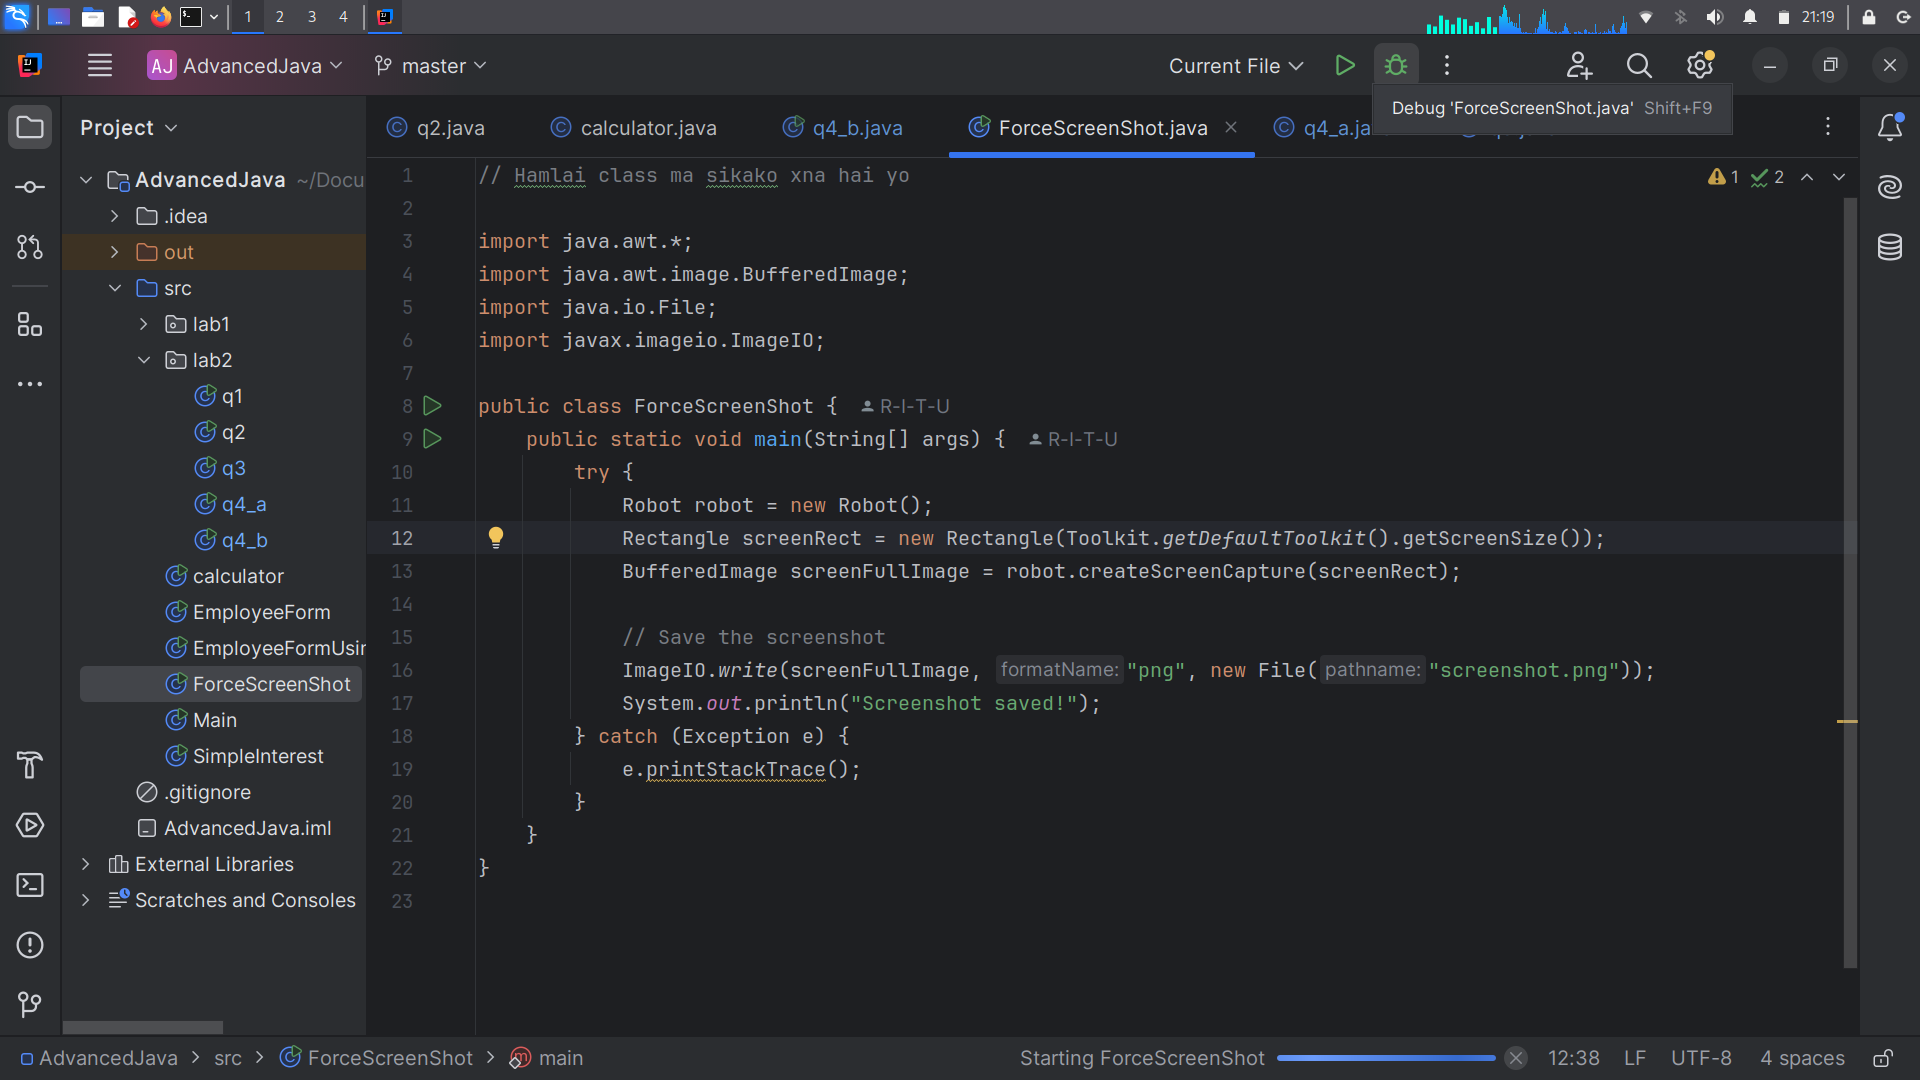 1 2 3 4 21:19
AJ AdvancedJava master Current File
Debug 'ForceScreenShot.java' Shift+F9
Project
q2.java calculator.java q4_b.java ForceScreenShot.java q4_a.ja
AdvancedJava ~/Docu
.idea
out
src
lab1
lab2
q1
q2
q3
q4_a
q4_b
calculator
EmployeeForm
EmployeeFormUsin
ForceScreenShot
Main
SimpleInterest
.gitignore
AdvancedJava.iml
External Libraries
Scratches and Consoles
1 // Hamlai class ma sikako xna hai yo 1 2
2
3 import java.awt.*;
4 import java.awt.image.BufferedImage;
5 import java.io.File;
6 import javax.imageio.ImageIO;
7
8 public class ForceScreenShot { R-I-T-U
9 public static void main(String[] args) { R-I-T-U
10 try {
11 Robot robot = new Robot();
12 Rectangle screenRect = new Rectangle(Toolkit.getDefaultToolkit().getScreenSize());
13 BufferedImage screenFullImage = robot.createScreenCapture(screenRect);
14
15 // Save the screenshot
16 ImageIO.write(screenFullImage, formatName: "png", new File( pathname: "screenshot.png"));
17 System.out.println("Screenshot saved!");
18 } catch (Exception e) {
19 e.printStackTrace();
20 }
21 }
22 }
23
AdvancedJava > src > ForceScreenShot > main Starting ForceScreenShot 12:38 LF UTF-8 4 spaces